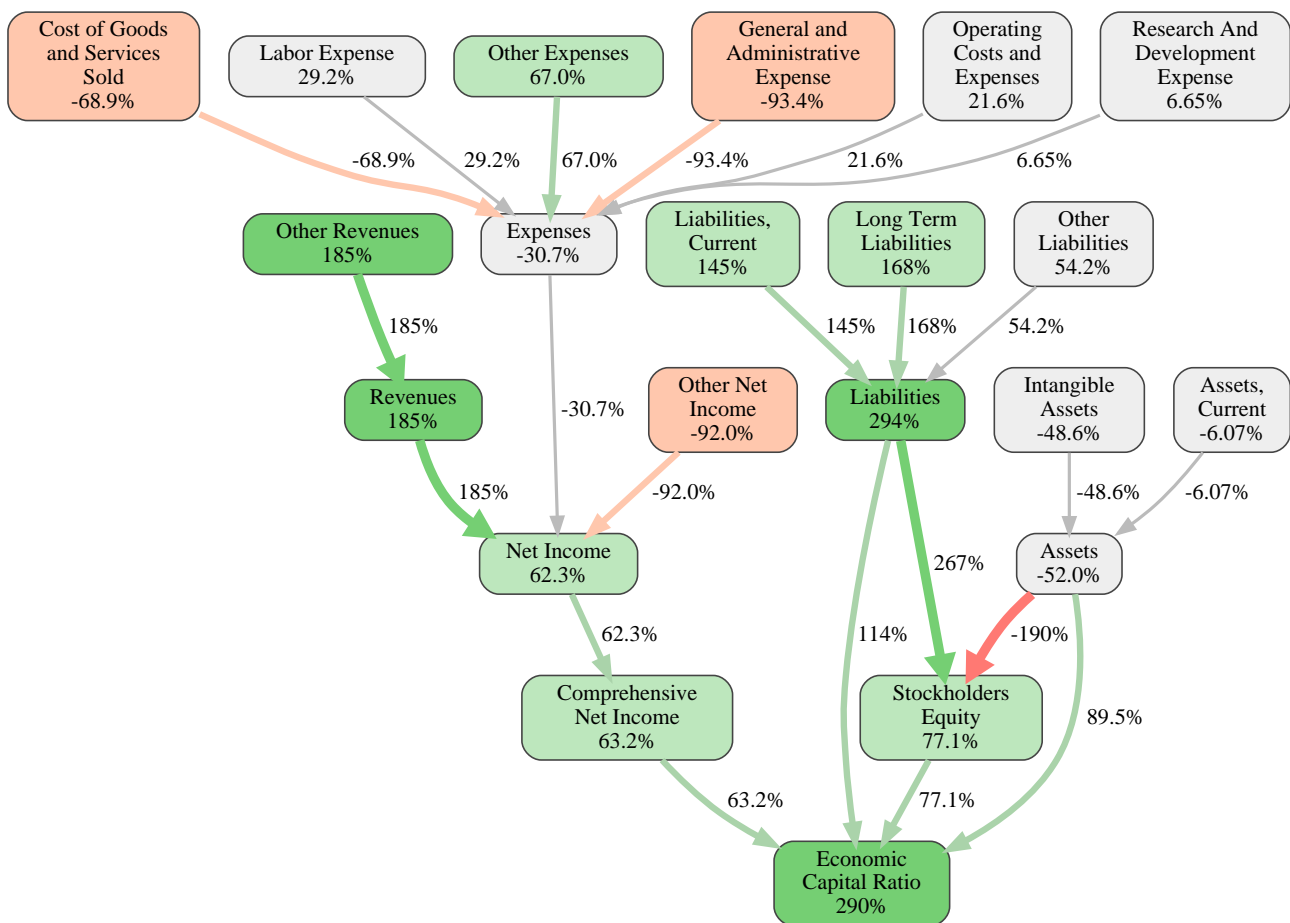 Cost of Goods
and Services
Sold
-68.9%
Labor Expense
29.2%
Other Expenses
67.0%
General and
Administrative
Expense
-93.4%
Operating
Costs and
Expenses
21.6%
Research And
Development
Expense
6.65%
-68.9%
29.2%
67.0%
-93.4%
21.6%
6.65%
Other Revenues
185%
Expenses
-30.7%
Liabilities,
Current
145%
Long Term
Liabilities
168%
Other
Liabilities
54.2%
185%
-30.7%
145%
168%
54.2%
Revenues
185%
Other Net
Income
-92.0%
Liabilities
294%
Intangible
Assets
-48.6%
Assets,
Current
-6.07%
185%
-92.0%
-48.6%
-6.07%
Net Income
62.3%
Assets
-52.0%
267%
62.3%
114%
-190%
Comprehensive
Net Income
63.2%
Stockholders
Equity
77.1%
89.5%
63.2%
77.1%
Economic
Capital Ratio
290%